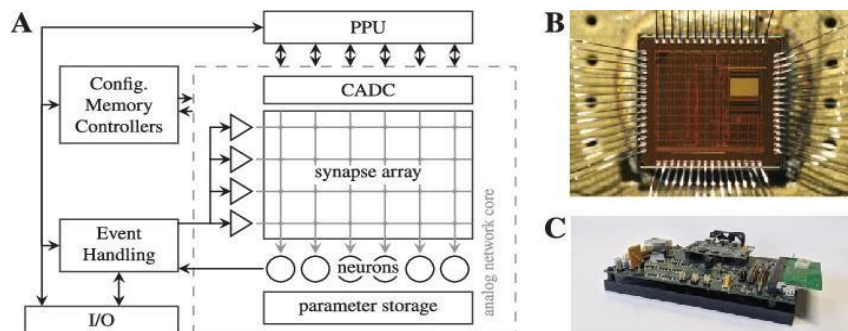 A
PPU
B
Config.
Memory
Controllers
CADC
synapse array
analog network core
Event
Handling
neurons
C
parameter storage
I/O